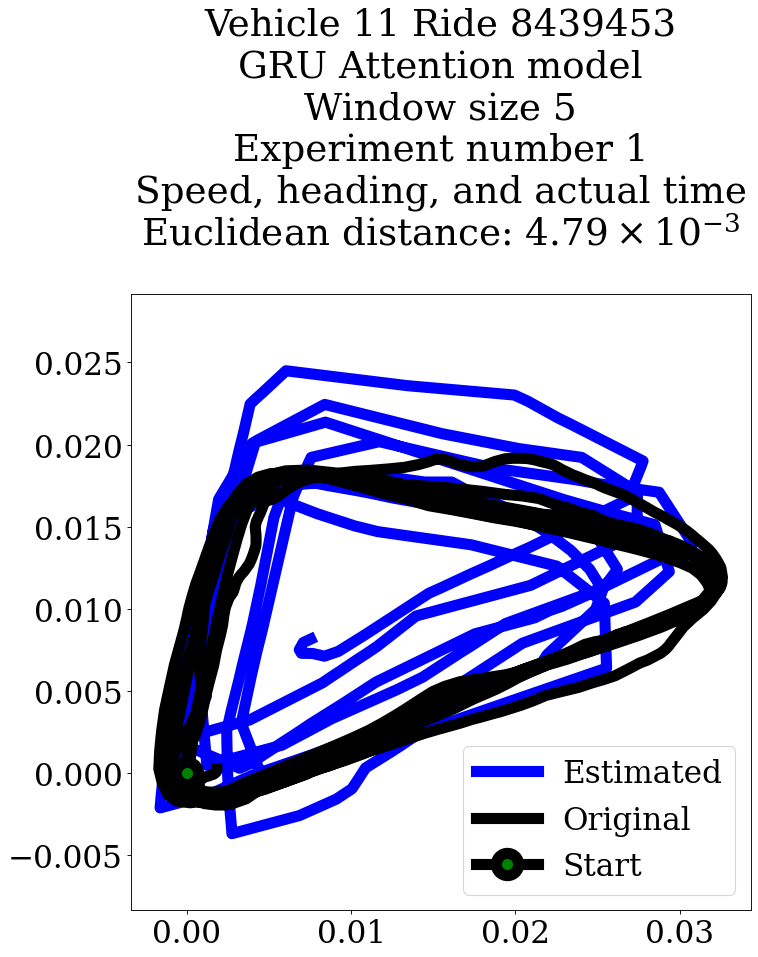 Vehicle 11 Ride 8439453
GRU Attention model
Window size 5
Experiment number 1
Speed, heading, and actual time
Euclidean distance: 4.79 × 10⁻³
0.025
0.020
0.015
0.010
0.005
0.000
−0.005
Estimated
Original
Start
0.00 0.01 0.02 0.03